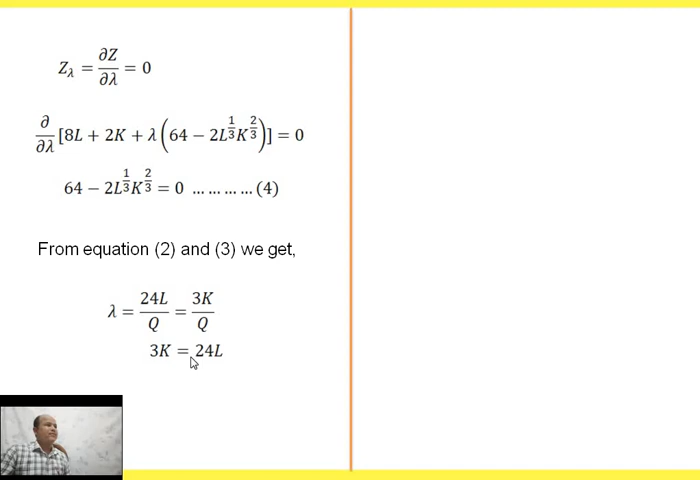 Z_λ = ∂Z/∂λ = 0
∂/∂λ [8L + 2K + λ(64 − 2L^{1/3}K^{2/3})] = 0
64 − 2L^{1/3}K^{2/3} = 0 ... ... ... ... (4)
From equation (2) and (3) we get,
λ = 24L/Q = 3K/Q
3K = 24L